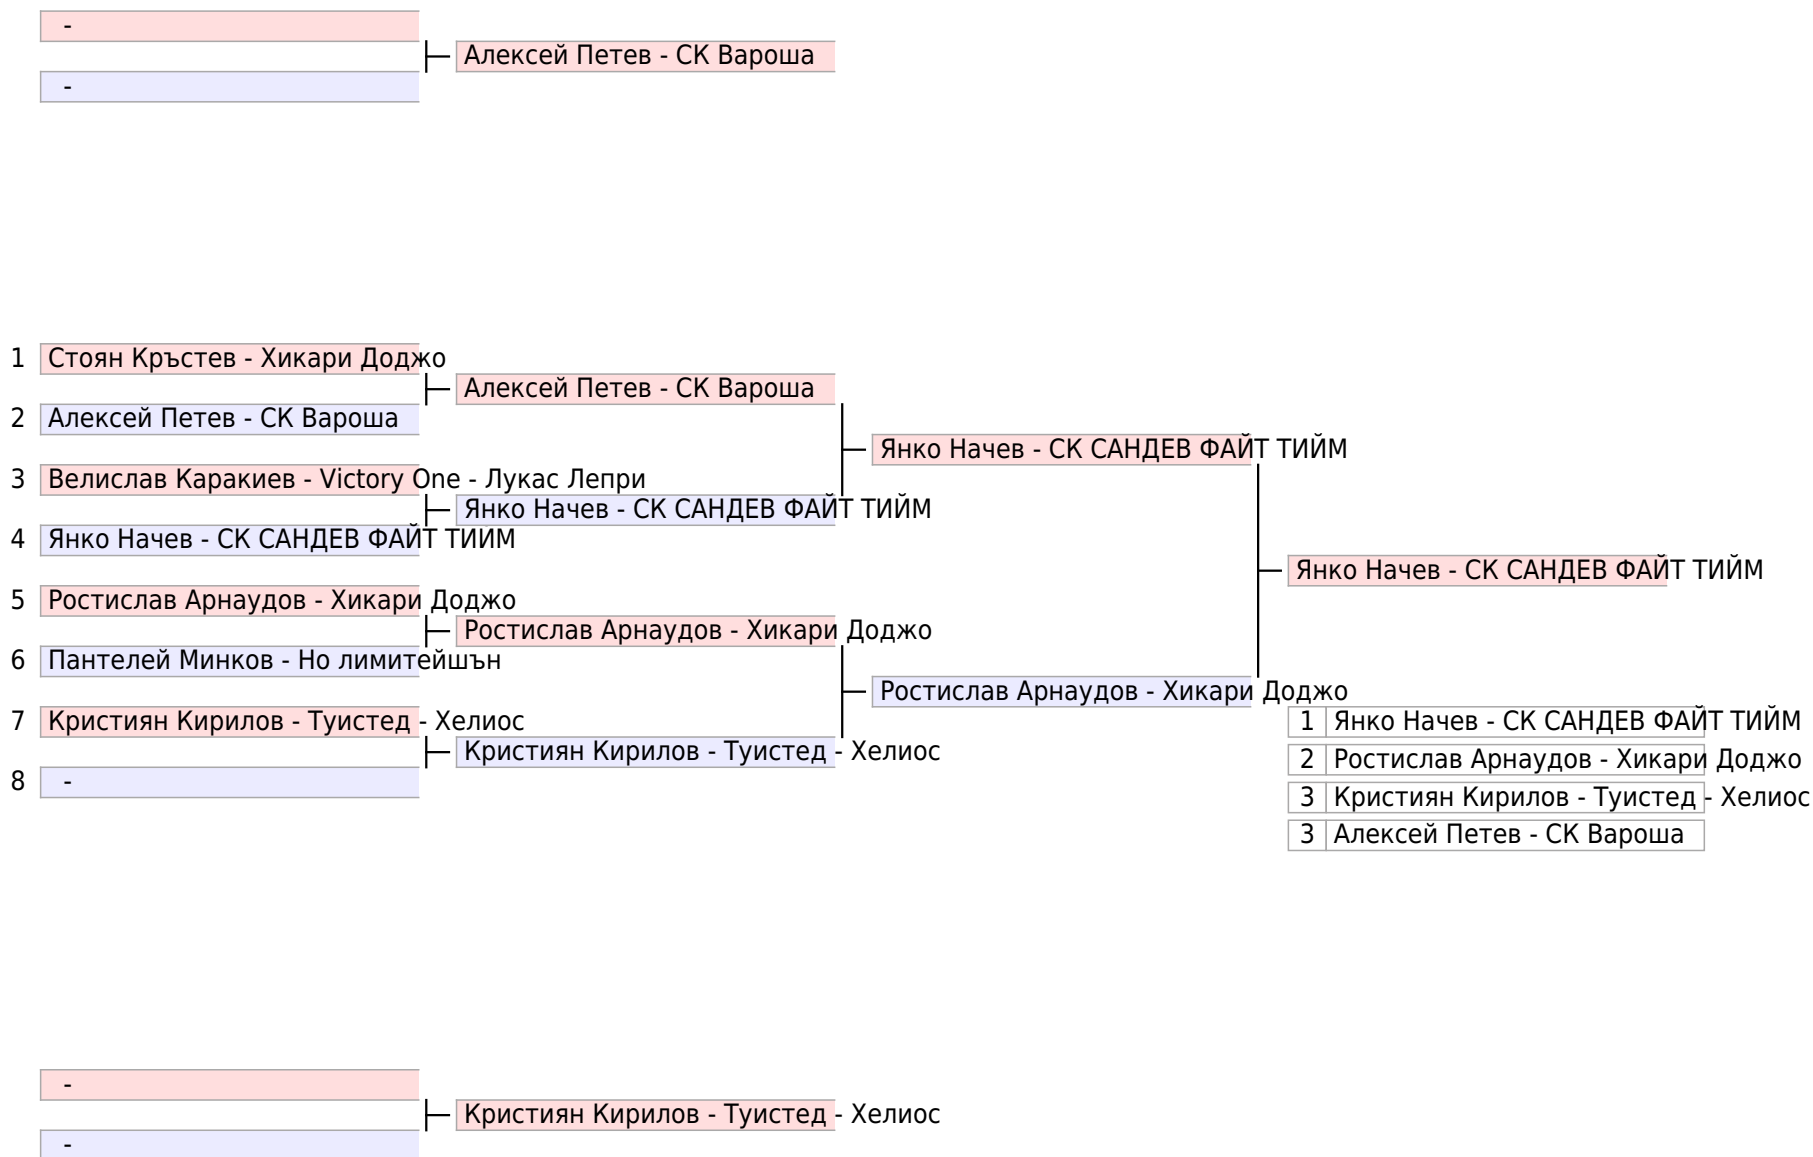 -
Алексей Петев - СК Вароша
-
1 Стоян Кръстев - Хикари Доджо
Алексей Петев - СК Вароша
2 Алексей Петев - СК Вароша
Янко Начев - СК САНДЕВ ФАЙТ ТИЙМ
3 Велислав Каракиев - Victory One - Лукас Лепри
Янко Начев - СК САНДЕВ ФАЙТ ТИЙМ
4 Янко Начев - СК САНДЕВ ФАЙТ ТИЙМ
Янко Начев - СК САНДЕВ ФАЙТ ТИЙМ
5 Ростислав Арнаудов - Хикари Доджо
Ростислав Арнаудов - Хикари Доджо
6 Пантелей Минков - Но лимитейшън
Ростислав Арнаудов - Хикари Доджо
7 Кристиян Кирилов - Туистед - Хелиос
Кристиян Кирилов - Туистед - Хелиос
8 -
1 Янко Начев - СК САНДЕВ ФАЙТ ТИЙМ
2 Ростислав Арнаудов - Хикари Доджо
3 Кристиян Кирилов - Туистед - Хелиос
3 Алексей Петев - СК Вароша
-
Кристиян Кирилов - Туистед - Хелиос
-